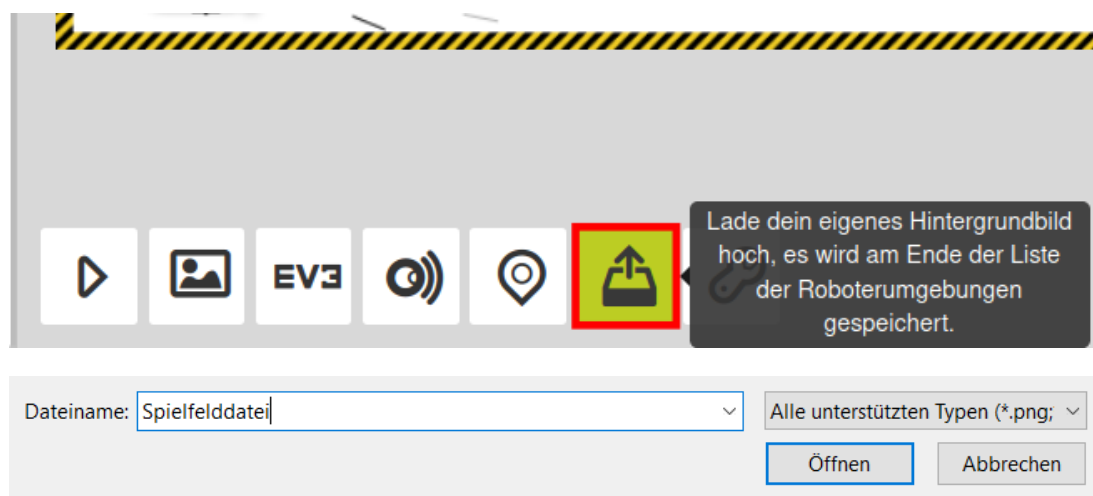 Lade dein eigenes Hintergrundbild
hoch, es wird am Ende der Liste
der Roboterumgebungen
gespeichert.
EV3
Dateiname: Spielfelddatei Alle unterstützten Typen (*.png;
Öffnen Abbrechen